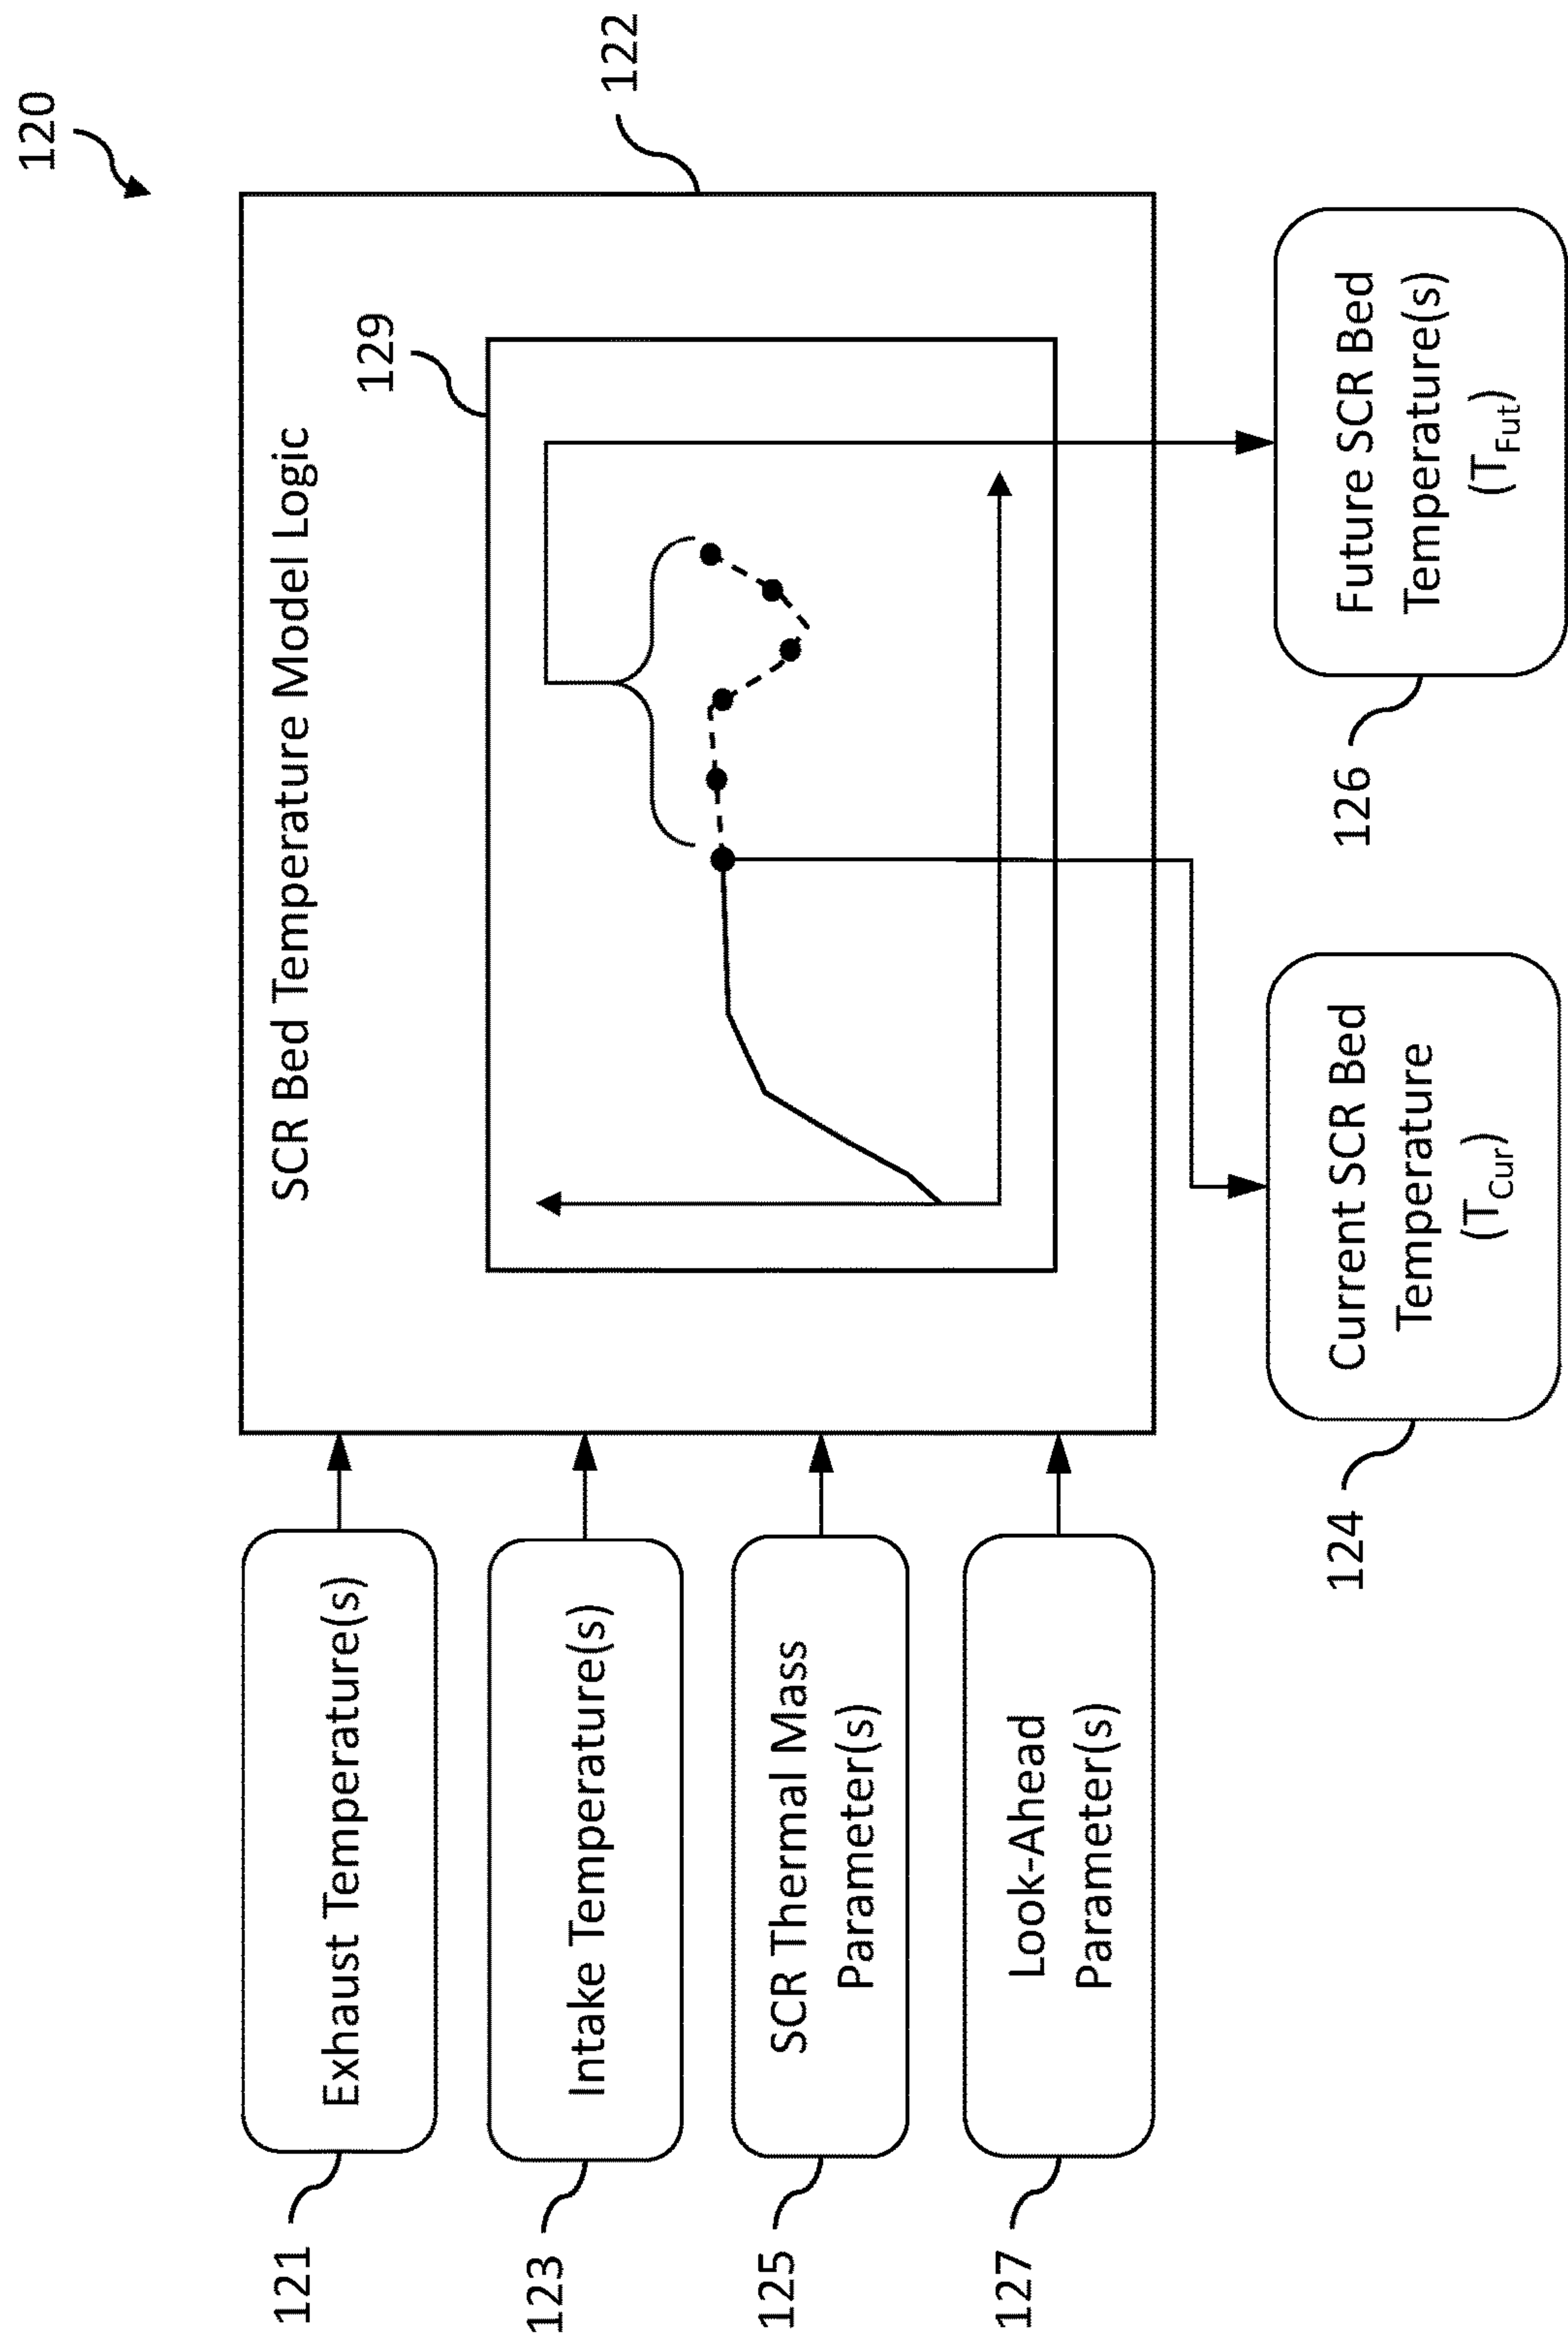 120
SCR Bed Temperature Model Logic
122
129
121
Exhaust Temperature(s)
123
Intake Temperature(s)
125
SCR Thermal Mass
Parameter(s)
127
Look-Ahead
Parameter(s)
124
Current SCR Bed
Temperature
(T_Cur)
126
Future SCR Bed
Temperature(s)
(T_Fut)